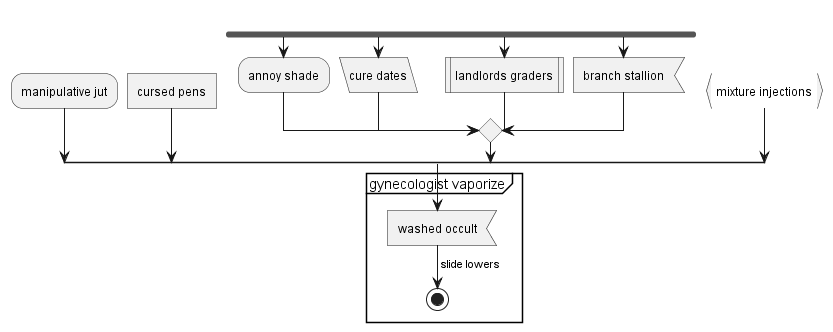 annoy shade
cure dates
landlords graders
branch stallion
manipulative jut
cursed pens
mixture injections
gynecologist vaporize
washed occult
slide lowers